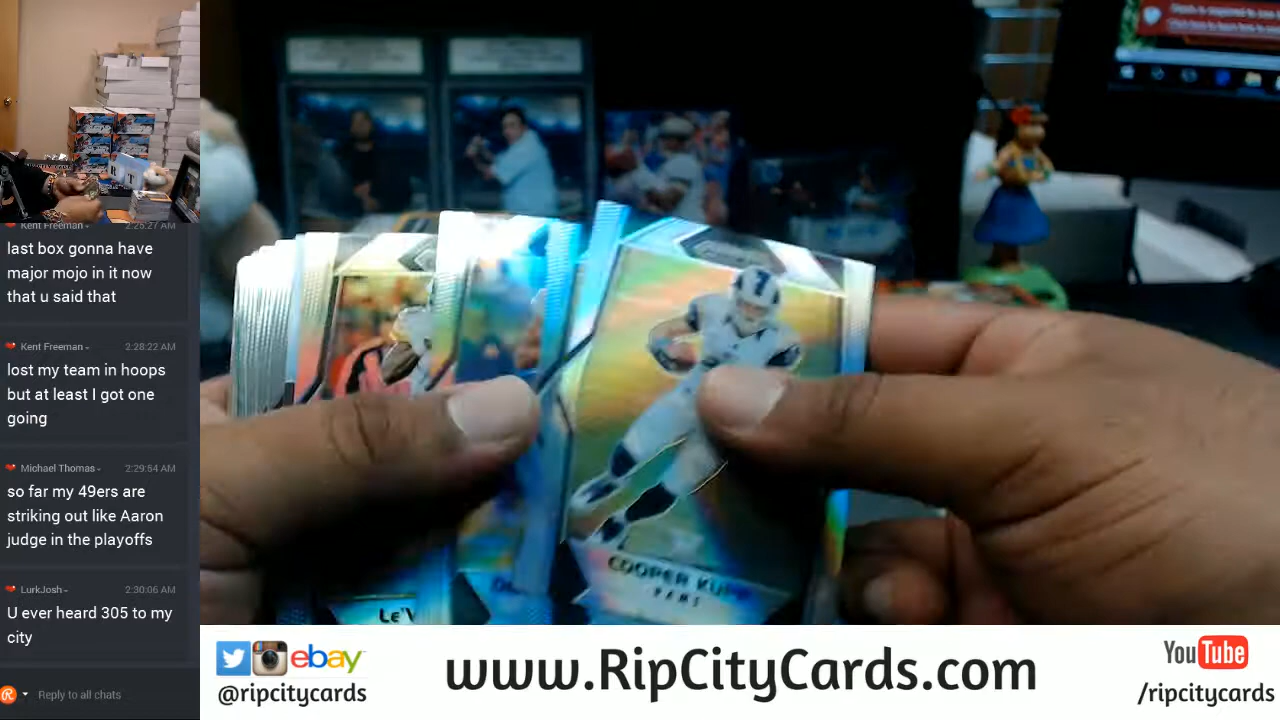 Kent Freeman 2:25:27 AM
last box gonna have
major mojo in it now
that u said that
Kent Freeman 2:28:22 AM
lost my team in hoops
but at least I got one
going
Michael Thomas 2:29:54 AM
so far my 49ers are
striking out like Aaron
judge in the playoffs
LurkJosh 2:30:06 AM
U ever heard 305 to my
city
Reply to all chats
LE'V
COOPER KUPP
RAMS
ebay
@ripcitycards
www.RipCityCards.com
YouTube
/ripcitycards